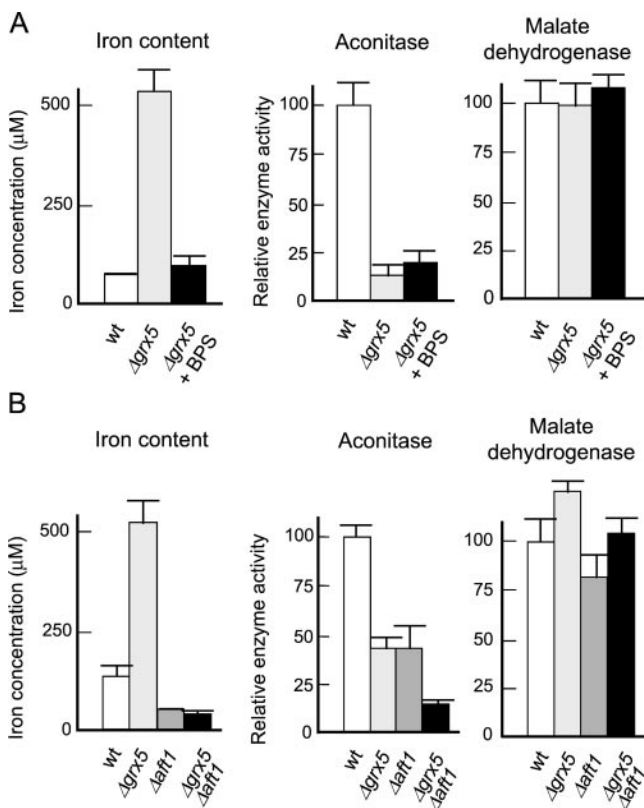 A
Iron content
Aconitase
Malate
dehydrogenase
Iron concentration (μM)
500
250
0
wt
Δgrx5
Δgrx5
+ BPS
Relative enzyme activity
100
75
50
25
0
wt
Δgrx5
Δgrx5
+ BPS
100
75
50
25
0
wt
Δgrx5
Δgrx5
+ BPS
B
Iron content
Aconitase
Malate
dehydrogenase
Iron concentration (μM)
500
250
0
wt
Δgrx5
Δaft1
Δgrx5
Δaft1
Relative enzyme activity
100
75
50
25
0
wt
Δgrx5
Δaft1
Δgrx5
Δaft1
100
75
50
25
0
wt
Δgrx5
Δaft1
Δgrx5
Δaft1